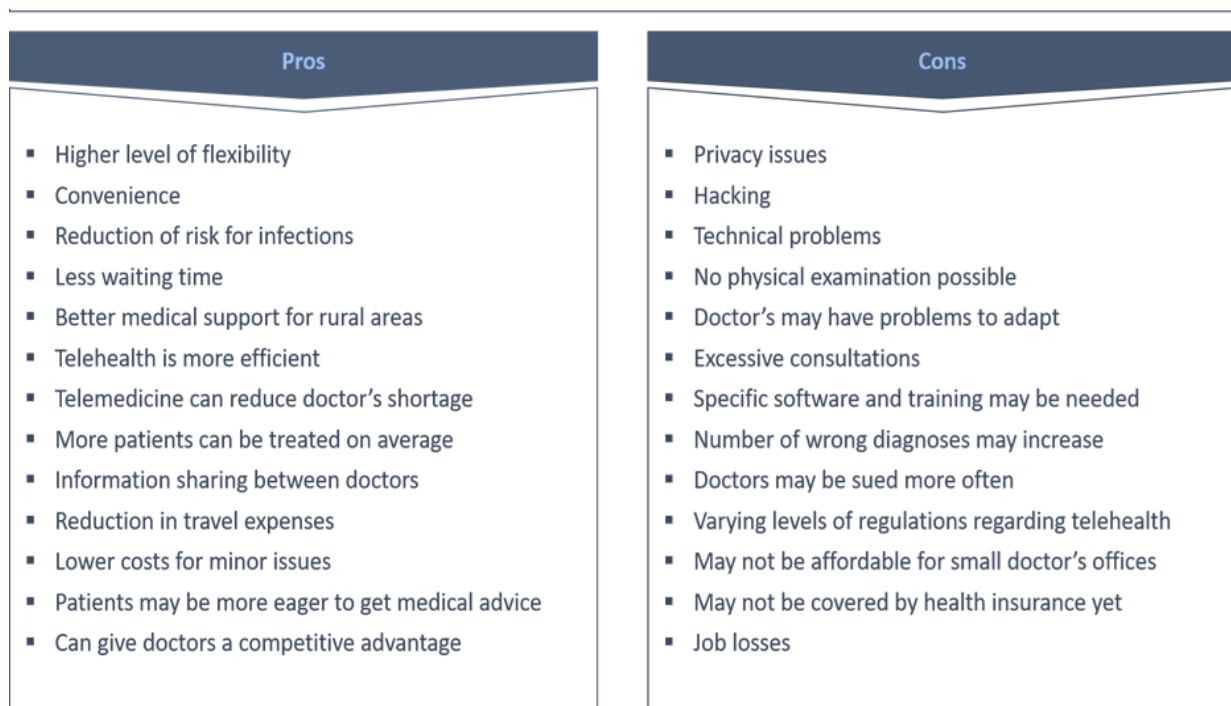 Pros
Higher level of flexibility
Convenience
Reduction of risk for infections
Less waiting time
Better medical support for rural areas
Telehealth is more efficient
Telemedicine can reduce doctor's shortage
More patients can be treated on average
Information sharing between doctors
Reduction in travel expenses
Lower costs for minor issues
Patients may be more eager to get medical advice
Can give doctors a competitive advantage
Cons
Privacy issues
Hacking
Technical problems
No physical examination possible
Doctor's may have problems to adapt
Excessive consultations
Specific software and training may be needed
Number of wrong diagnoses may increase
Doctors may be sued more often
Varying levels of regulations regarding telehealth
May not be affordable for small doctor's offices
May not be covered by health insurance yet
Job losses